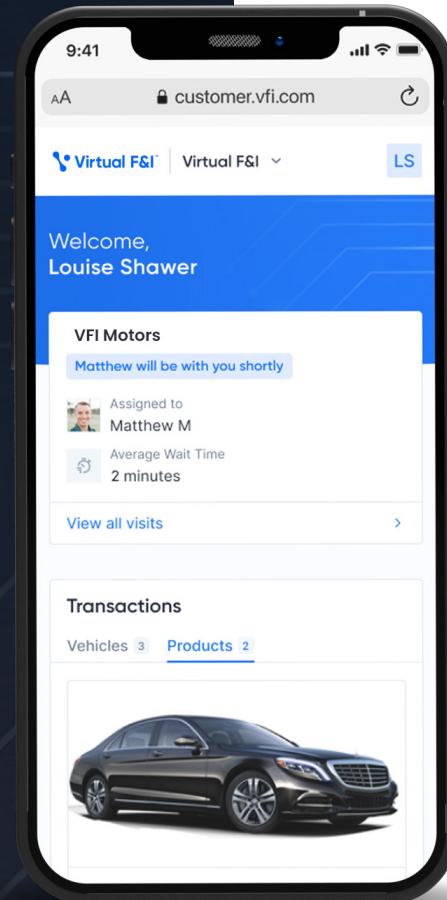 9:41
AA customer.vfi.com
Virtual F&I™ Virtual F&I LS
Welcome,
Louise Shawer
VFI Motors
Matthew will be with you shortly
Assigned to
Matthew M
Average Wait Time
2 minutes
View all visits
Transactions
Vehicles 3 Products 2